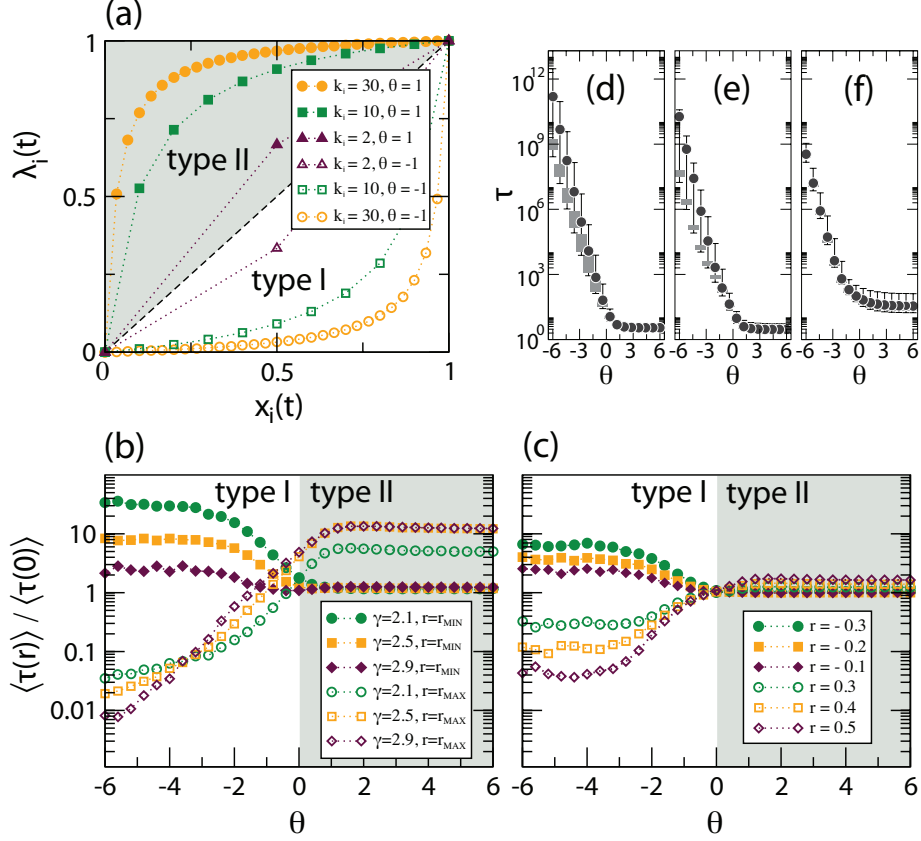 (a)
λi(t)
1
0.5
0
0
0.5
1
xi(t)
type II
type I
ki = 30, θ = 1
ki = 10, θ = 1
ki = 2, θ = 1
ki = 2, θ = -1
ki = 10, θ = -1
ki = 30, θ = -1
(d)
(e)
(f)
τ
10^12
10^9
10^6
10^3
10^0
-6 -3 0 3 6
-6 -3 0 3 6
-6 -3 0 3 6
θ
θ
θ
(b)
type I
type II
⟨τ(r)⟩ / ⟨τ(0)⟩
10
1
0.1
0.01
γ=2.1, r=rMIN
γ=2.5, r=rMIN
γ=2.9, r=rMIN
γ=2.1, r=rMAX
γ=2.5, r=rMAX
γ=2.9, r=rMAX
-6 -4 -2 0 2 4 6
θ
(c)
type I
type II
r = - 0.3
r = - 0.2
r = - 0.1
r = 0.3
r = 0.4
r = 0.5
-6 -4 -2 0 2 4 6
θ